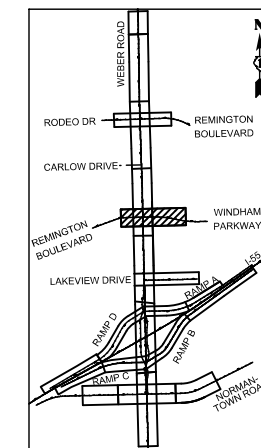 WEBER ROAD
N
RODEO DR
REMINGTON
BOULEVARD
CARLOW DRIVE
REMINGTON
BOULEVARD
WINDHAM
PARKWAY
LAKEVIEW DRIVE
I-55
RAMP A
RAMP D
RAMP B
RAMP C
NORMAN-
TOWN ROAD